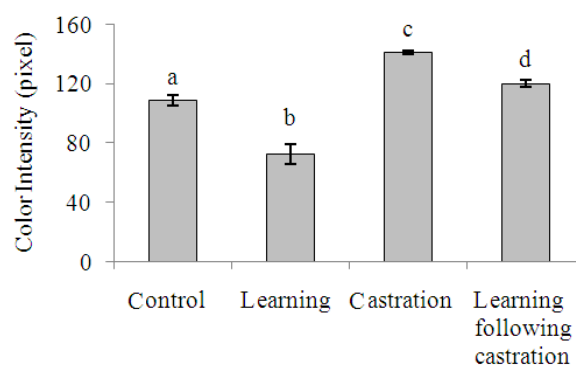 Color Intensity (pixel)
160
120
80
40
0
a
b
c
d
Control
Learning
Castration
Learning
following
castration